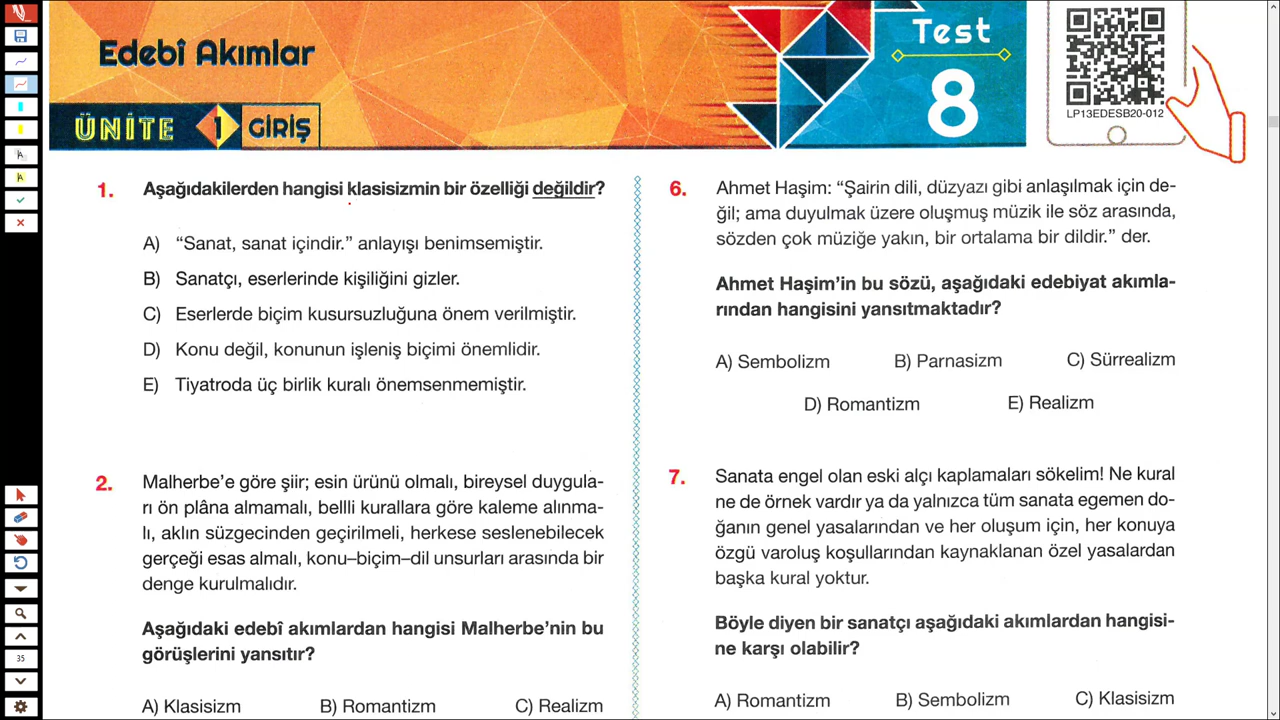 Edebî Akımlar
ÜNİTE 1 GİRİŞ
Test
8
LP13EDESB20-012
1. Aşağıdakilerden hangisi klasisizmin bir özelliği değildir?
A) “Sanat, sanat içindir.” anlayışı benimsemiştir.
B) Sanatçı, eserlerinde kişiliğini gizler.
C) Eserlerde biçim kusursuzluğuna önem verilmiştir.
D) Konu değil, konunun işleniş biçimi önemlidir.
E) Tiyatroda üç birlik kuralı önemsenmemiştir.
2. Malherbe’e göre şiir; esin ürünü olmalı, bireysel duygula-
rı ön plâna almamalı, bellli kurallara göre kaleme alınma-
lı, aklın süzgecinden geçirilmeli, herkese seslenebilecek
gerçeği esas almalı, konu–biçim–dil unsurları arasında bir
denge kurulmalıdır.
Aşağıdaki edebî akımlardan hangisi Malherbe’nin bu
görüşlerini yansıtır?
A) Klasisizm B) Romantizm C) Realizm
6. Ahmet Haşim: “Şairin dili, düzyazı gibi anlaşılmak için de-
ğil; ama duyulmak üzere oluşmuş müzik ile söz arasında,
sözden çok müziğe yakın, bir ortalama bir dildir.” der.
Ahmet Haşim’in bu sözü, aşağıdaki edebiyat akımla-
rından hangisini yansıtmaktadır?
A) Sembolizm B) Parnasizm C) Sürrealizm
D) Romantizm E) Realizm
7. Sanata engel olan eski alçı kaplamaları sökelim! Ne kural
ne de örnek vardır ya da yalnızca tüm sanata egemen do-
ğanın genel yasalarından ve her oluşum için, her konuya
özgü varoluş koşullarından kaynaklanan özel yasalardan
başka kural yoktur.
Böyle diyen bir sanatçı aşağıdaki akımlardan hangisi-
ne karşı olabilir?
A) Romantizm B) Sembolizm C) Klasisizm
35